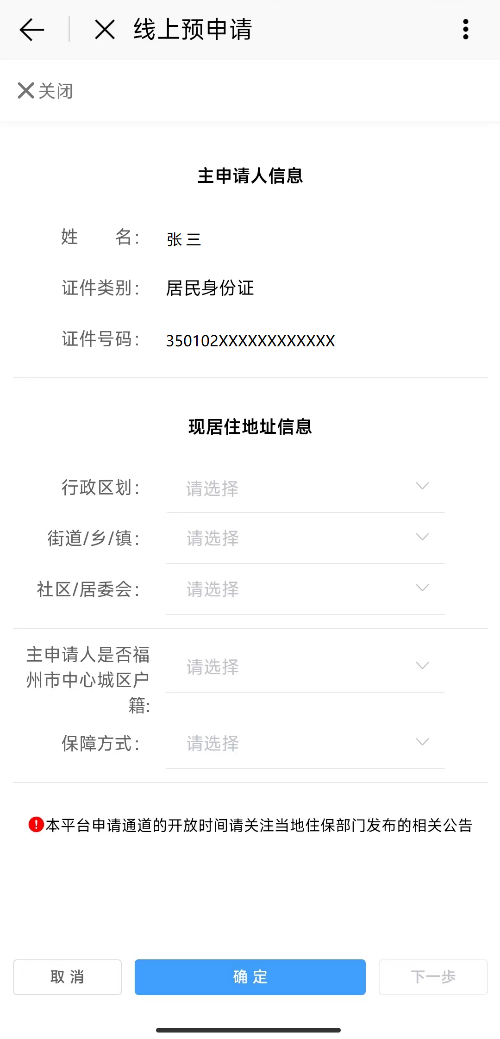 线上预申请
关闭
主申请人信息
姓 名：
张 三
证件类别：
居民身份证
证件号码：
350102XXXXXXXXXXXX
现居住地址信息
行政区划：
请选择
街道/乡/镇：
请选择
社区/居委会：
请选择
主申请人是否福
州市中心城区户
籍:
请选择
保障方式：
请选择
本平台申请通道的开放时间请关注当地住保部门发布的相关公告
取 消
确 定
下一步